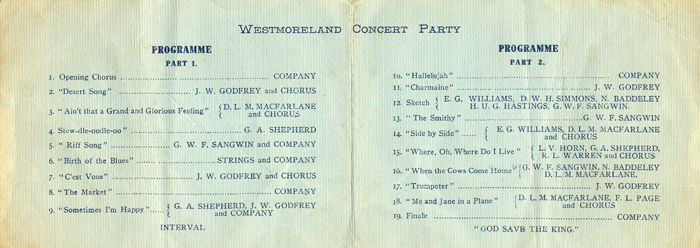 Westmoreland Concert Party
PROGRAMME
PART 1.
1. Opening Chorus ........ COMPANY
2. "Desert Song" ........ J. W. GODFREY and CHORUS
3. "Ain't that a Grand and Glorious Feeling" { D. L. M. MACFARLANE
and CHORUS
4. Stew-dle-oodle-oo" ........ G. A. SHEPHERD
5. "Riff Song" ........ G. W. F. SANGWIN and COMPANY
6. "Birth of the Blues" ........ STRINGS and COMPANY
7. "C'est Vous" ........ J. W. GODFREY and CHORUS
8. "The Market" ........ COMPANY
9. "Sometimes I'm Happy" ..... { G. A. SHEPHERD, J. W. GODFREY
and COMPANY
INTERVAL
PROGRAMME
PART 2.
10. "Hallelujah" ........ COMPANY
11. "Charmaine" ........ J. W. GODFREY
12. Sketch { E. G. WILLIAMS, D. W. H. SIMMONS, N. BADDELEY
H. U. G. HASTINGS, G. W. F. SANGWIN.
13. "The Smithy" ........ G. W. F. SANGWIN
14. "Side by Side" ..... { E. G. WILLIAMS, D. L. M. MACFARLANE
and CHORUS
15. "Where, Oh, Where Do I Live" { L. V. HORN, G. A. SHEPHERD,
R. L. WARREN and CHORUS
16. "When the Cows Come Home" { G. W. F. SANGWIN, N. BADDELEY
D. L. M. MACFARLANE.
17. "Trumpeter" ........ J. W. GODFREY
18. "Me and Jane in a Plane" { D. L. M. MACFARLANE, F. L. PAGE
and CHORUS
19. Finale ........ COMPANY
"GOD SAVE THE KING."